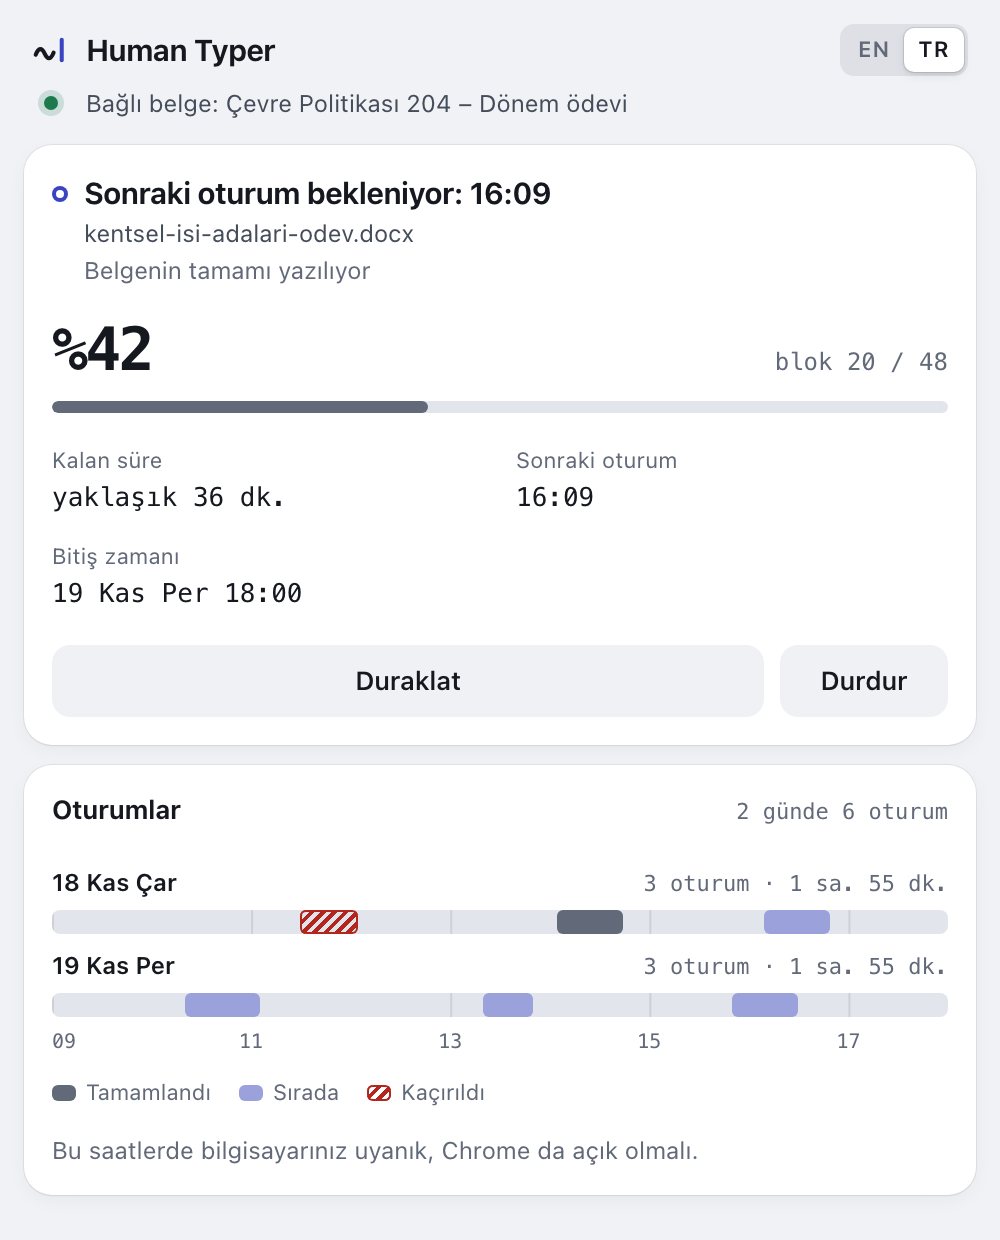 Human Typer
EN TR
Bağlı belge: Çevre Politikası 204 – Dönem ödevi
Sonraki oturum bekleniyor: 16:09
kentsel-isi-adalari-odev.docx
Belgenin tamamı yazılıyor
%42
blok 20 / 48
Kalan süre
yaklaşık 36 dk.
Sonraki oturum
16:09
Bitiş zamanı
19 Kas Per 18:00
Duraklat
Durdur
Oturumlar
2 günde 6 oturum
18 Kas Çar
3 oturum · 1 sa. 55 dk.
19 Kas Per
3 oturum · 1 sa. 55 dk.
09 11 13 15 17
Tamamlandı Sırada Kaçırıldı
Bu saatlerde bilgisayarınız uyanık, Chrome da açık olmalı.